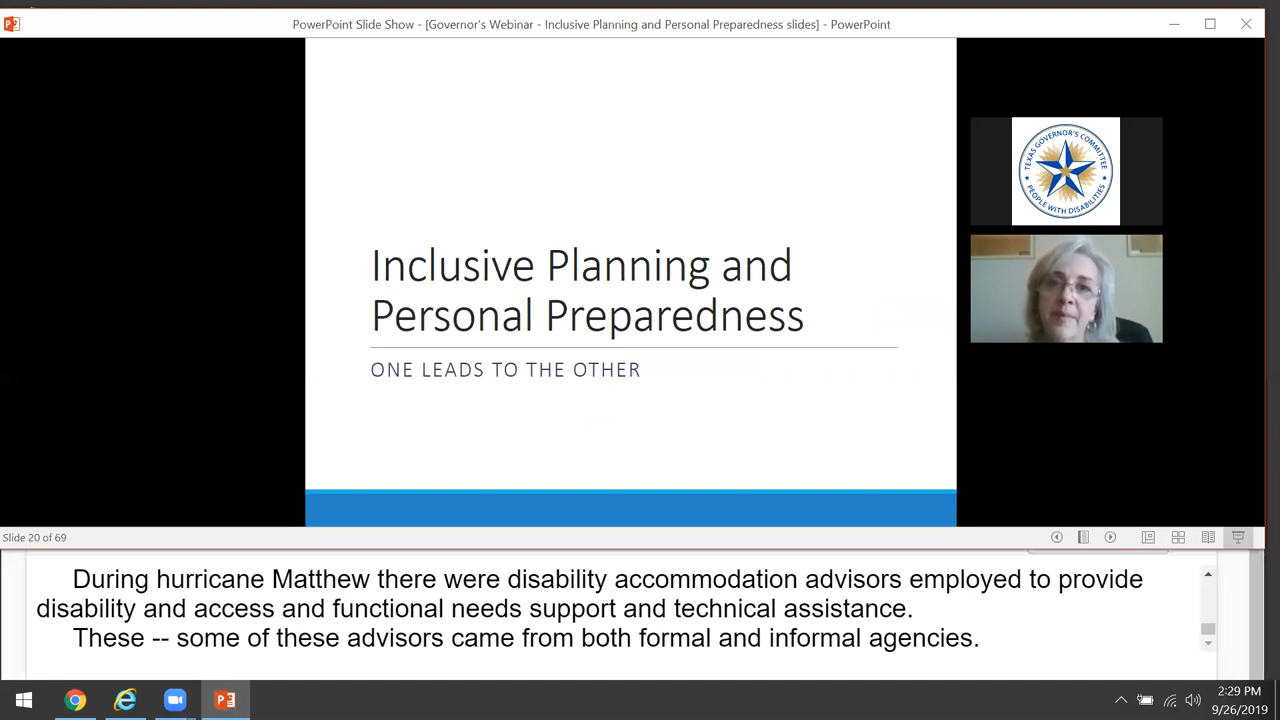 PowerPoint Slide Show - [Governor's Webinar - Inclusive Planning and Personal Preparedness slides] - PowerPoint
TEXAS GOVERNOR'S COMMITTEE
PEOPLE WITH DISABILITIES
Inclusive Planning and
Personal Preparedness
ONE LEADS TO THE OTHER
Slide 20 of 69
During hurricane Matthew there were disability accommodation advisors employed to provide
disability and access and functional needs support and technical assistance.
These -- some of these advisors came from both formal and informal agencies.
2:29 PM
9/26/2019